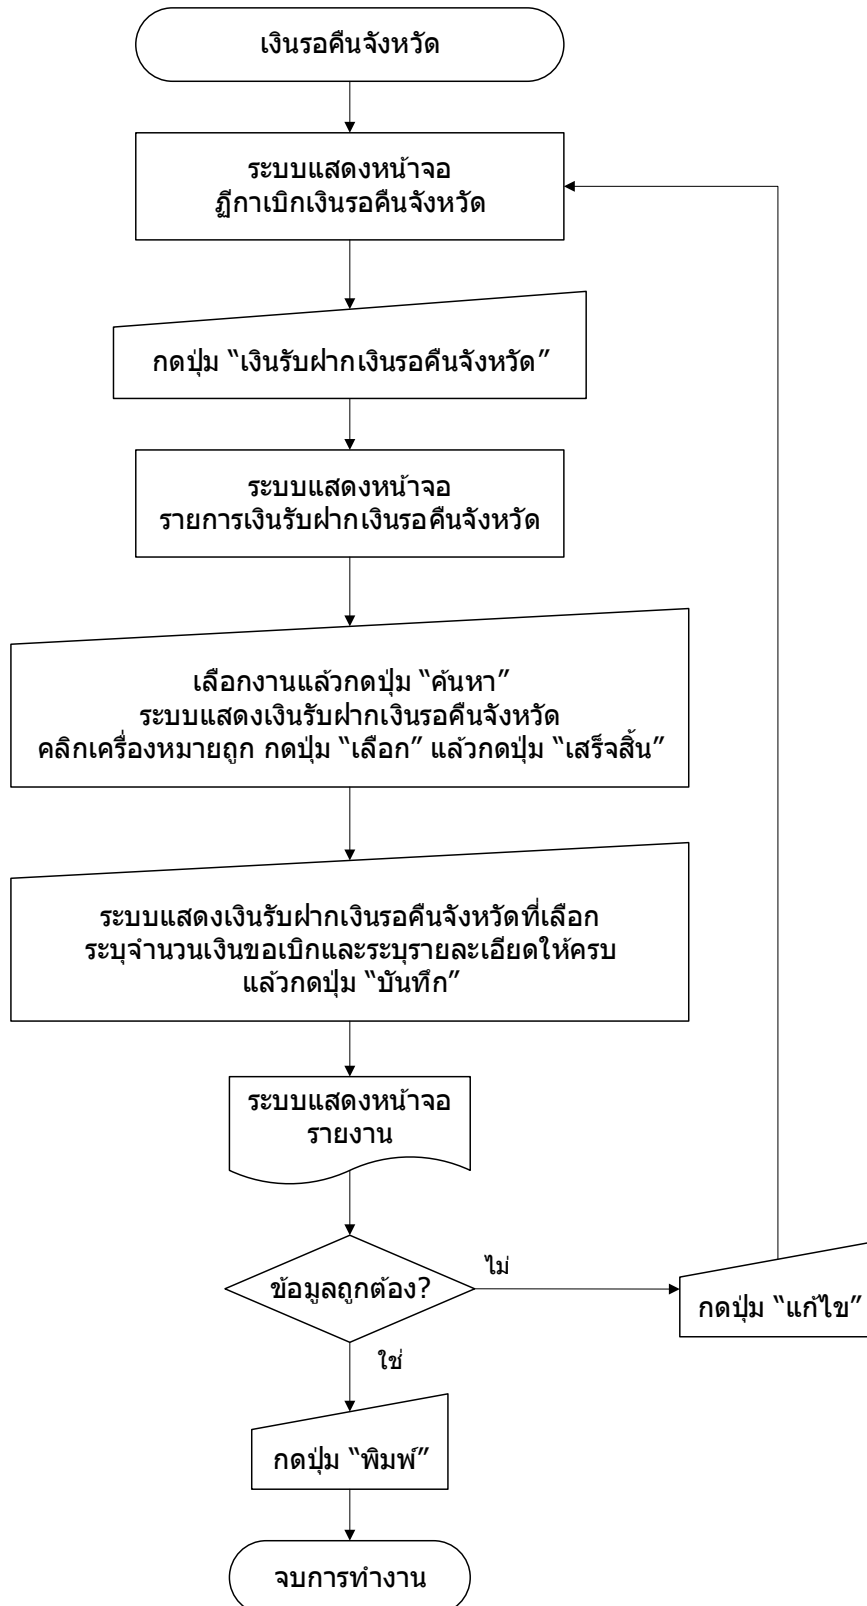 เงินรอคืนจังหวัด
ระบบแสดงหน้าจอ
ฎีกาเบิกเงินรอคืนจังหวัด
กดปุ่ม “เงินรับฝากเงินรอคืนจังหวัด”
ระบบแสดงหน้าจอ
รายการเงินรับฝากเงินรอคืนจังหวัด
เลือกงานแล้วกดปุ่ม “ค้นหา”
ระบบแสดงเงินรับฝากเงินรอคืนจังหวัด
คลิกเครื่องหมายถูก กดปุ่ม “เลือก” แล้วกดปุ่ม “เสร็จสิ้น”
ระบบแสดงเงินรับฝากเงินรอคืนจังหวัดที่เลือก
ระบุจำนวนเงินขอเบิกและระบุรายละเอียดให้ครบ
แล้วกดปุ่ม “บันทึก”
ระบบแสดงหน้าจอ
รายงาน
ข้อมูลถูกต้อง?
ไม่
กดปุ่ม “แก้ไข”
ใช่
กดปุ่ม “พิมพ์”
จบการทำงาน